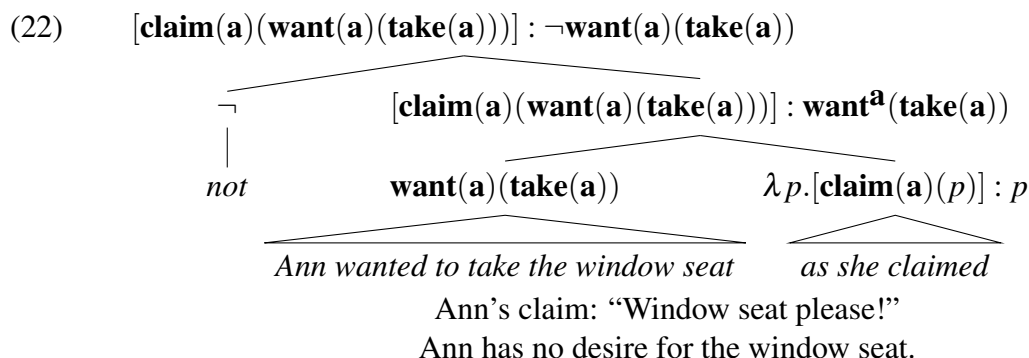 (22) [claim(a)(want(a)(take(a)))] : ¬want(a)(take(a))
¬ [claim(a)(want(a)(take(a)))] : wantᵃ(take(a))
not want(a)(take(a)) λp.[claim(a)(p)] : p
Ann wanted to take the window seat as she claimed
Ann’s claim: “Window seat please!”
Ann has no desire for the window seat.